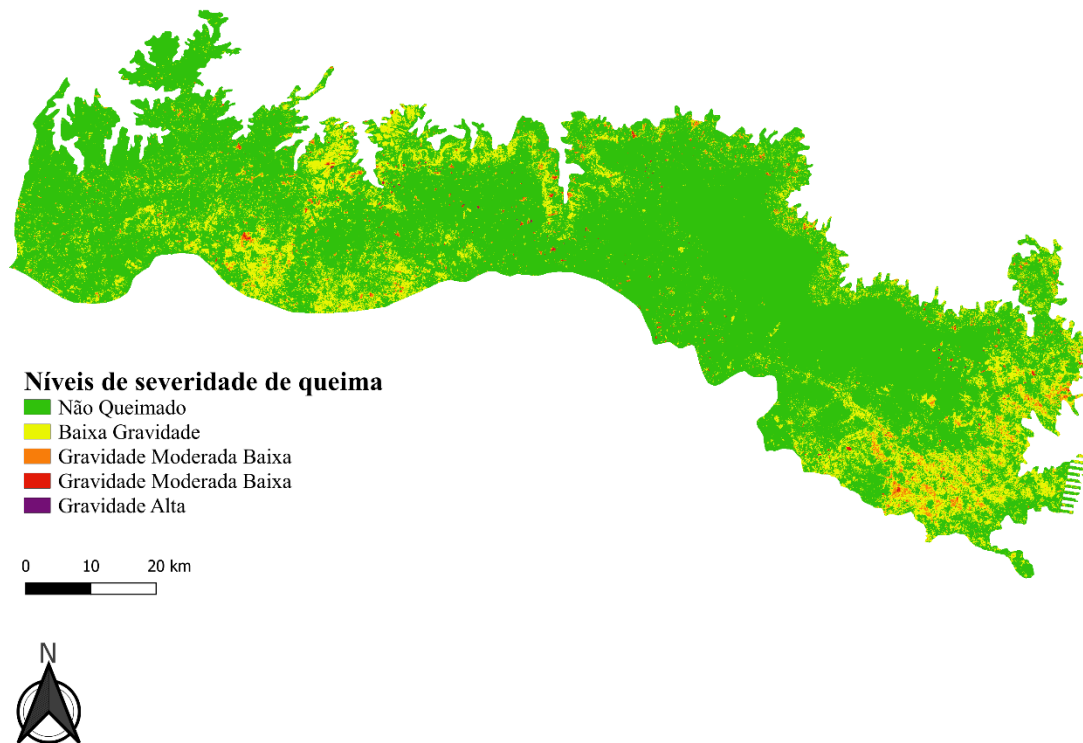 Níveis de severidade de queima
Não Queimado
Baixa Gravidade
Gravidade Moderada Baixa
Gravidade Moderada Baixa
Gravidade Alta
0 10 20 km
N